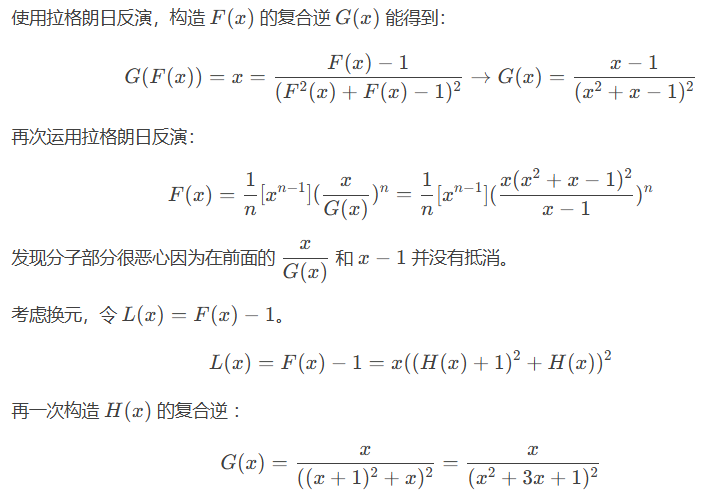 使用拉格朗日反演，构造 $F(x)$ 的复合逆 $G(x)$ 能得到：
$$G(F(x)) = x = \frac{F(x)-1}{(F^2(x)+F(x)-1)^2} \to G(x) = \frac{x-1}{(x^2+x-1)^2}$$
再次运用拉格朗日反演：
$$F(x) = \frac{1}{n}[x^{n-1}](\frac{x}{G(x)})^n = \frac{1}{n}[x^{n-1}](\frac{x(x^2+x-1)^2}{x-1})^n$$
发现分子部分很恶心因为在前面的 $\frac{x}{G(x)}$ 和 $x-1$ 并没有抵消。
考虑换元，令 $L(x) = F(x) - 1$。
$$L(x) = F(x) - 1 = x((H(x)+1)^2 + H(x))^2$$
再一次构造 $H(x)$ 的复合逆：
$$G(x) = \frac{x}{((x+1)^2+x)^2} = \frac{x}{(x^2+3x+1)^2}$$